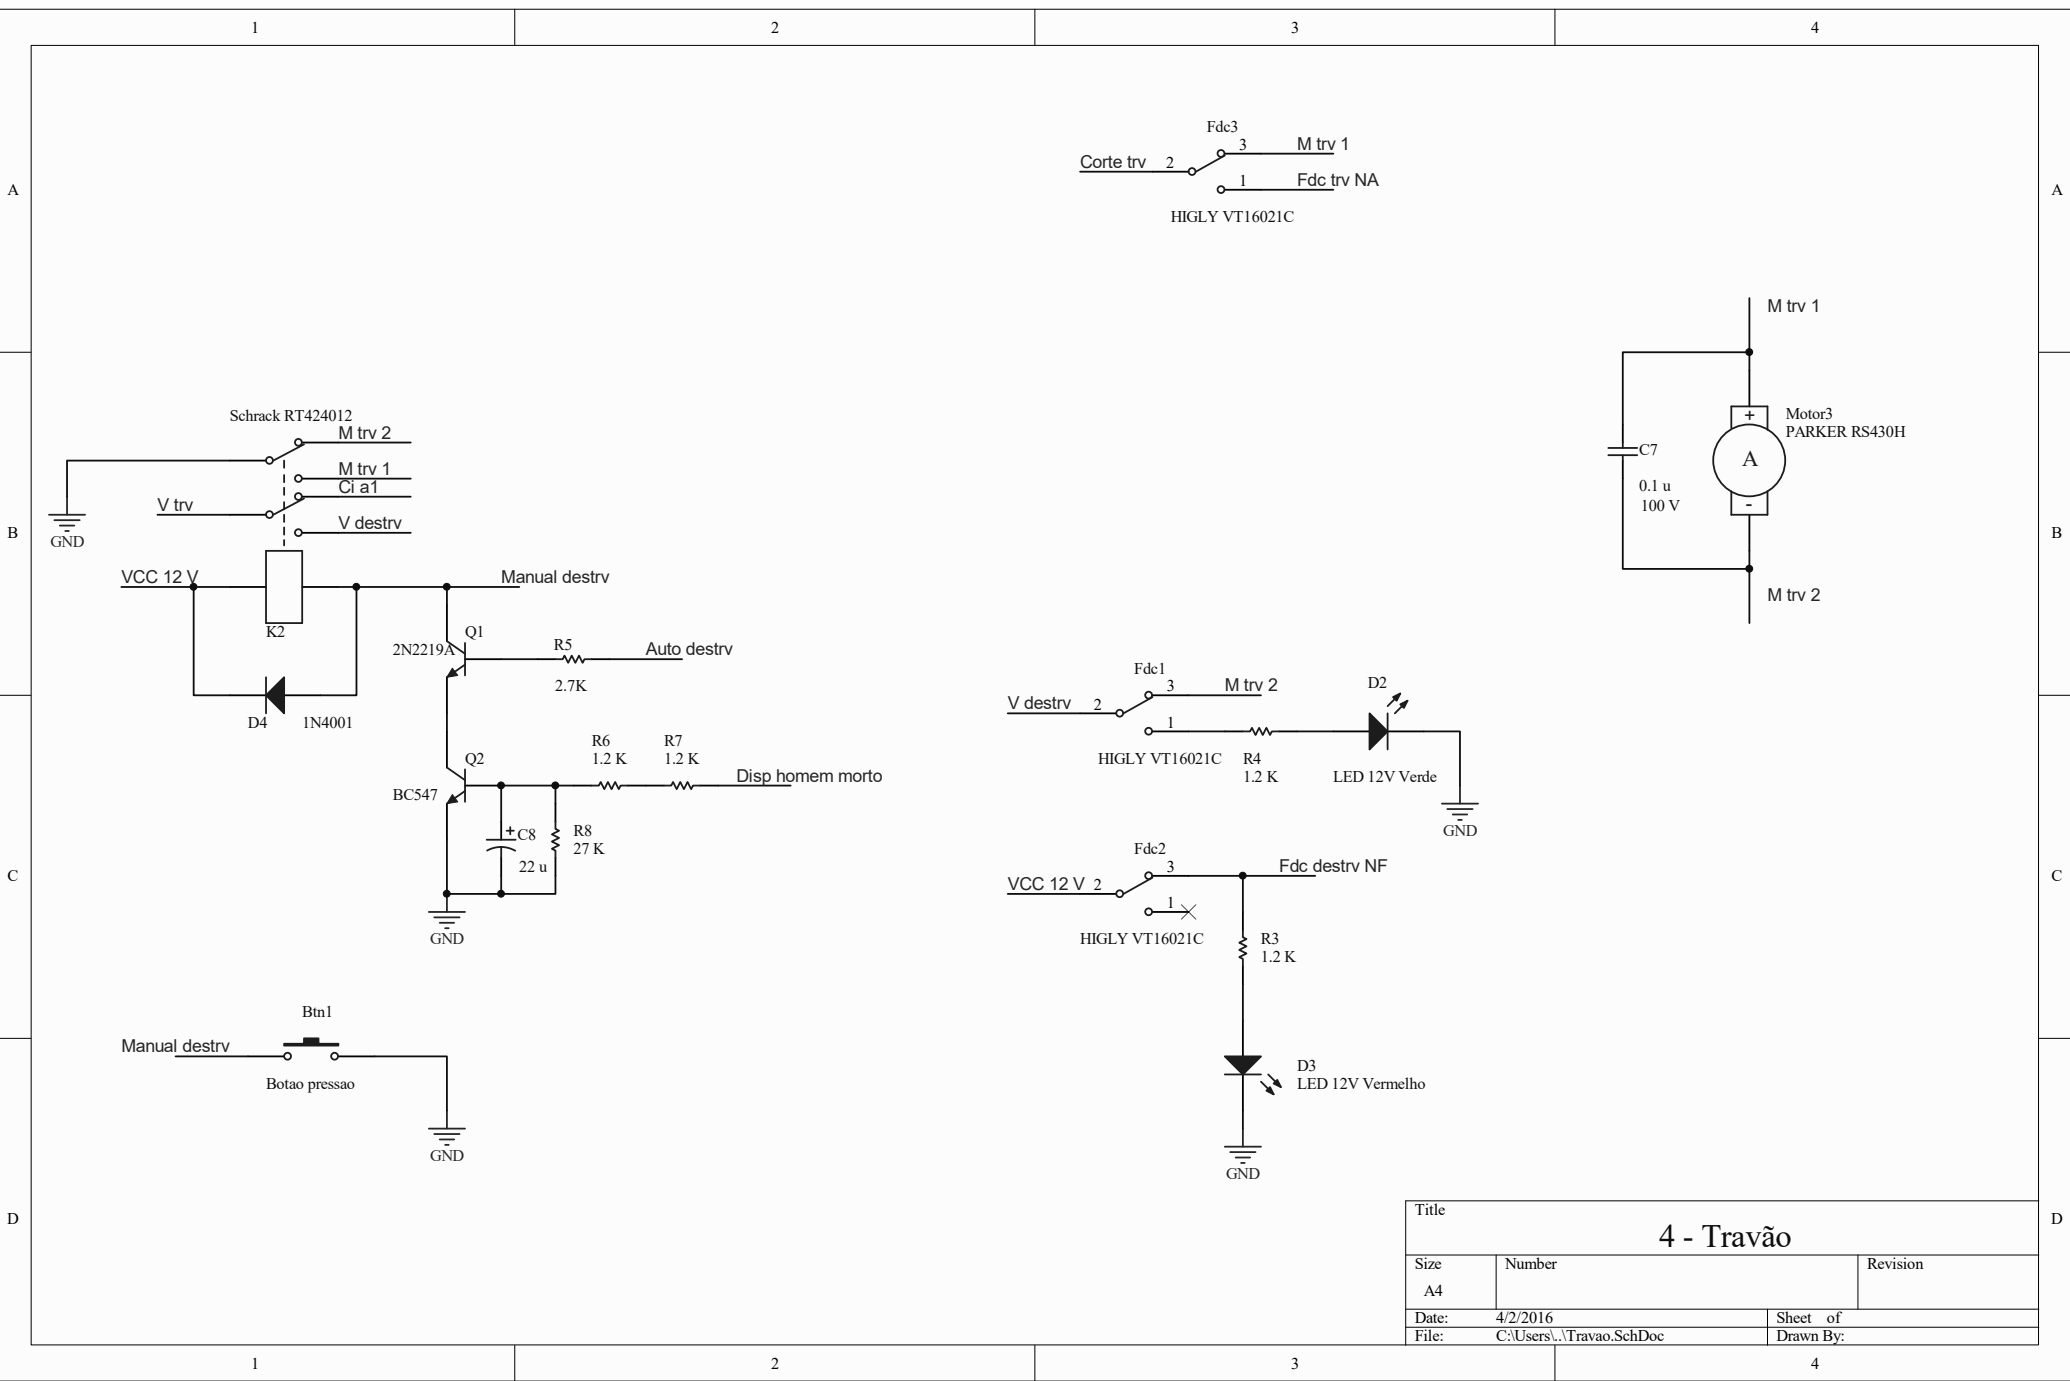 1
2
3
4
Fdc3
3
M trv 1
Corte trv
2
A
A
1
Fdc trv NA
HIGLY VT16021C
M trv 1
Schrack RT424012
M trv 2
+
Motor3
PARKER RS430H
A
C7
M trv 1
Ci a1
0.1 u
100 V
V trv
-
V destrv
B
B
GND
VCC 12 V
Manual destrv
M trv 2
K2
Q1
2N2219A
R5
Auto destrv
2.7K
Fdc1
3
M trv 2
D2
V destrv
2
D4
1N4001
1
R6
1.2 K
R7
1.2 K
Q2
HIGLY VT16021C
R4
1.2 K
LED 12V Verde
Disp homem morto
BC547
+
C8
R8
27 K
22 u
GND
Fdc2
3
Fdc destrv NF
VCC 12 V
2
C
C
1
GND
HIGLY VT16021C
R3
1.2 K
Btn1
Manual destrv
Botao pressao
D3
LED 12V Vermelho
GND
GND
D
D
Title
4 - Travão
Size
Number
Revision
A4
Date:
4/2/2016
Sheet of
File:
C:\Users\..\Travao.SchDoc
Drawn By:
1
2
3
4